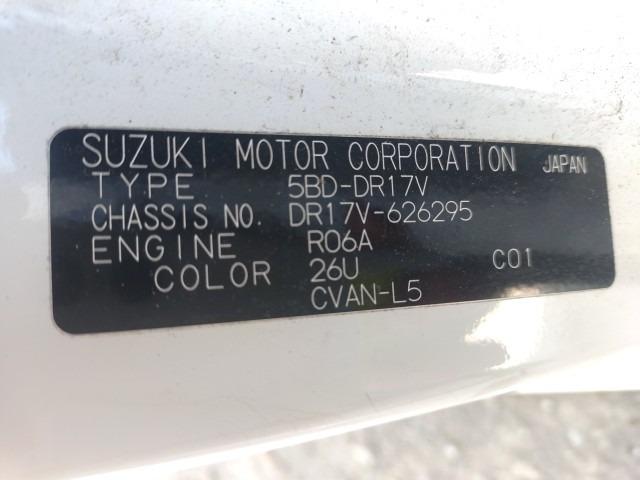 SUZUKI MOTOR CORPORATION JAPAN
TYPE 5BD-DR17V
CHASSIS NO. DR17V-626295
ENGINE R06A
COLOR 26U C01
CVAN-L5